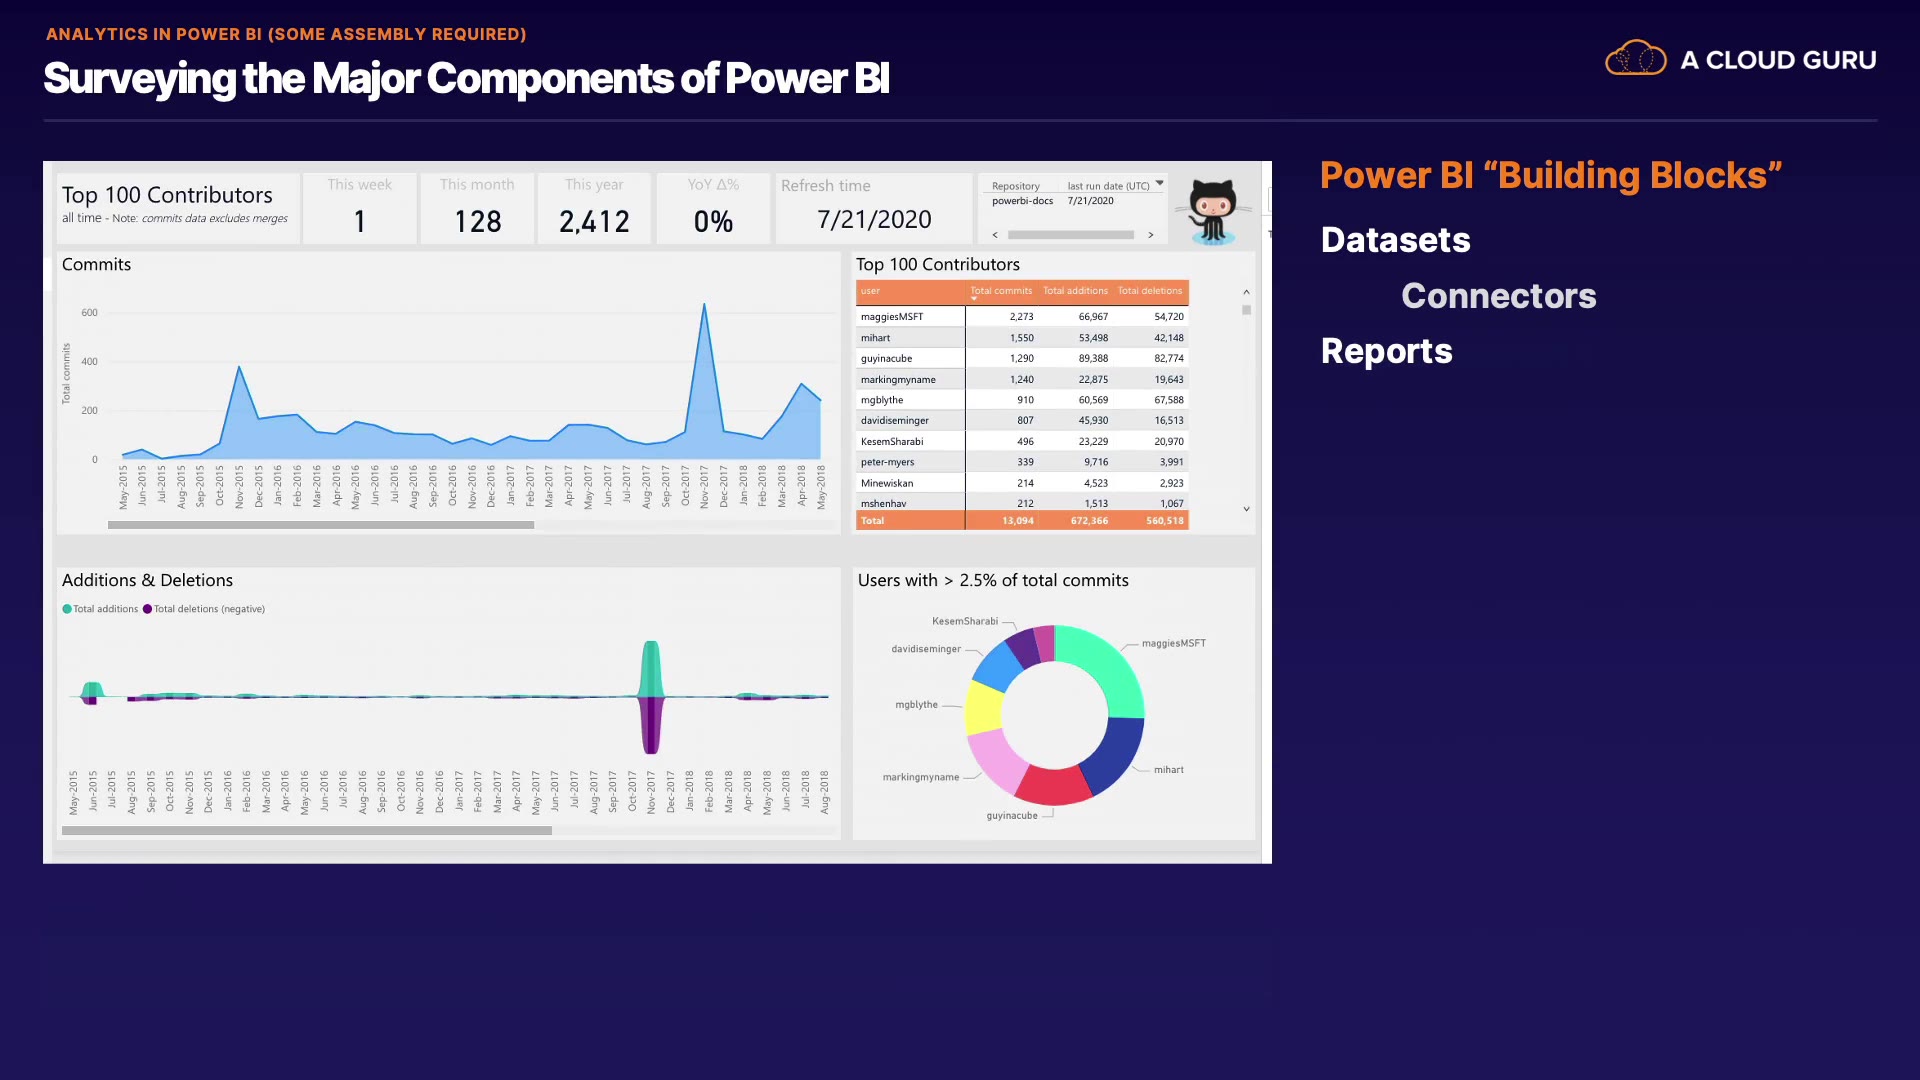 ANALYTICS IN POWER BI (SOME ASSEMBLY REQUIRED)
Surveying the Major Components of Power BI
A CLOUD GURU
Top 100 Contributors
all time - Note: commits data excludes merges
This week
1
This month
128
This year
2,412
YoY Δ%
0%
Refresh time
7/21/2020
Repository last run date (UTC)
powerbi-docs 7/21/2020
Commits
Total commits
600
400
200
0
May-2015 Jun-2015 Jul-2015 Aug-2015 Sep-2015 Oct-2015 Nov-2015 Dec-2015 Jan-2016 Feb-2016 Mar-2016 Apr-2016 May-2016 Jun-2016 Jul-2016 Aug-2016 Sep-2016 Oct-2016 Nov-2016 Dec-2016 Jan-2017 Feb-2017 Mar-2017 Apr-2017 May-2017 Jun-2017 Jul-2017 Aug-2017 Sep-2017 Oct-2017 Nov-2017 Dec-2017 Jan-2018 Feb-2018 Mar-2018 Apr-2018 May-2018
Top 100 Contributors
user Total commits Total additions Total deletions
maggiesMSFT 2,273 66,967 54,720
mihart 1,550 53,498 42,148
guyinacube 1,290 89,388 82,774
markingmyname 1,240 22,875 19,643
mgblythe 910 60,569 67,588
davidiseminger 807 45,930 16,513
KesemSharabi 496 23,229 20,970
peter-myers 339 9,716 3,991
Minewiskan 214 4,523 2,923
mshenhav 212 1,513 1,067
Total 13,094 672,366 560,518
Additions & Deletions
Total additions Total deletions (negative)
May-2015 Jun-2015 Jul-2015 Aug-2015 Sep-2015 Oct-2015 Nov-2015 Dec-2015 Jan-2016 Feb-2016 Mar-2016 Apr-2016 May-2016 Jun-2016 Jul-2016 Aug-2016 Sep-2016 Oct-2016 Nov-2016 Dec-2016 Jan-2017 Feb-2017 Mar-2017 Apr-2017 May-2017 Jun-2017 Jul-2017 Aug-2017 Sep-2017 Oct-2017 Nov-2017 Dec-2017 Jan-2018 Feb-2018 Mar-2018 Apr-2018 May-2018 Jun-2018 Jul-2018 Aug-2018
Users with > 2.5% of total commits
KesemSharabi
davidiseminger
maggiesMSFT
mgblythe
markingmyname
mihart
guyinacube
Power BI “Building Blocks”
Datasets
Connectors
Reports